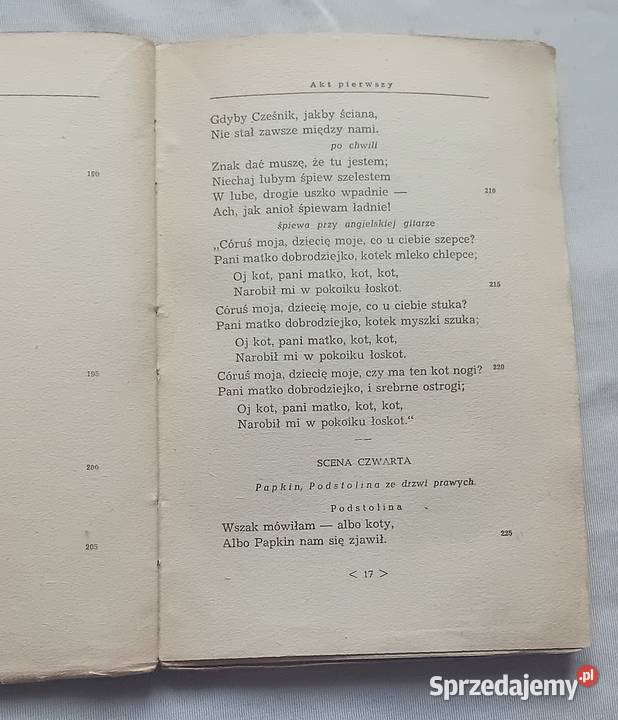 190
195
200
205
Akt pierwszy
Gdyby Cześnik, jakby ściana,
Nie stał zawsze między nami.
po chwili
Znak dać muszę, że tu jestem;
Niechaj lubym śpiew szelestem
W lube, drogie uszko wpadnie — 210
Ach, jak anioł śpiewam ładnie!
śpiewa przy angielskiej gitarze
„Córuś moja, dziecię moje, co u ciebie szepce?
Pani matko dobrodziejko, kotek mleko chlepce;
Oj kot, pani matko, kot, kot,
Narobił mi w pokoiku łoskot. 215
Córuś moja, dziecię moje, co u ciebie stuka?
Pani matko dobrodziejko, kotek myszki szuka;
Oj kot, pani matko, kot, kot,
Narobił mi w pokoiku łoskot.
Córuś moja, dziecię moje, czy ma ten kot nogi? 220
Pani matko dobrodziejko, i srebrne ostrogi;
Oj kot, pani matko, kot, kot,
Narobił mi w pokoiku łoskot.“
SCENA CZWARTA
Papkin, Podstolina ze drzwi prawych.
Podstolina
Wszak mówiłam — albo koty,
Albo Papkin nam się zjawił. 225
< 17 >
Sprzedajemy.pl